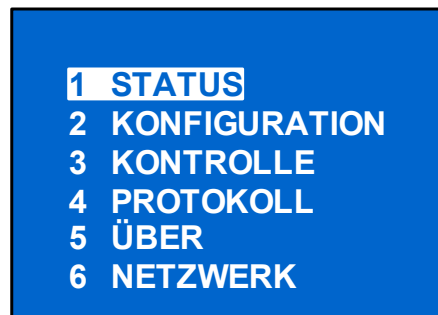 1 STATUS
2 KONFIGURATION
3 KONTROLLE
4 PROTOKOLL
5 ÜBER
6 NETZWERK